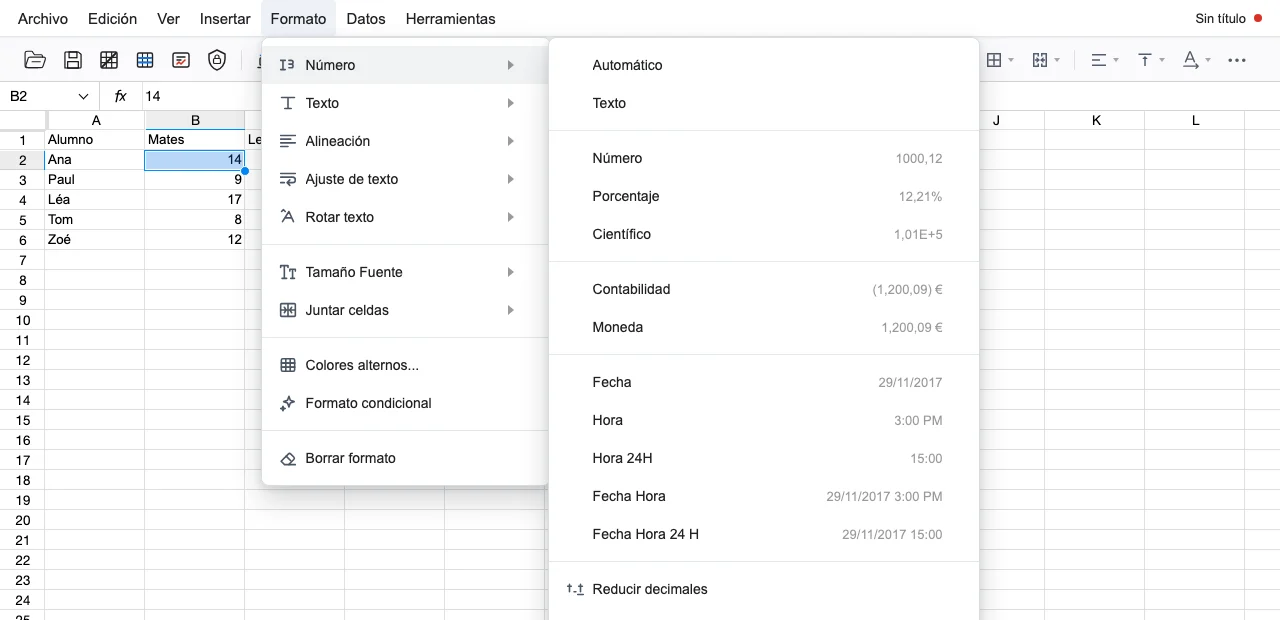 Archivo Edición Ver Insertar Formato Datos Herramientas Sin título
B2 fx 14
A B J K L
1 Alumno Mates Le
2 Ana 14
3 Paul 9
4 Léa 17
5 Tom 8
6 Zoé 12
7
8
9
10
11
12
13
14
15
16
17
18
19
20
21
22
23
24
25
Número
Texto
Alineación
Ajuste de texto
Rotar texto
Tamaño Fuente
Juntar celdas
Colores alternos...
Formato condicional
Borrar formato
Automático
Texto
Número 1000,12
Porcentaje 12,21%
Científico 1,01E+5
Contabilidad (1,200,09) €
Moneda 1,200,09 €
Fecha 29/11/2017
Hora 3:00 PM
Hora 24H 15:00
Fecha Hora 29/11/2017 3:00 PM
Fecha Hora 24 H 29/11/2017 15:00
Reducir decimales